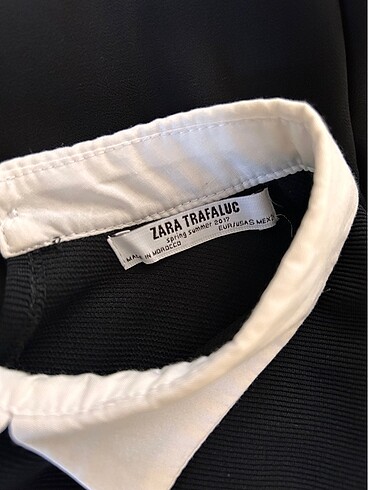 ZARA TRAFALUC
spring summer 2017
MADE IN MOROCCO EUR/USA S MEX